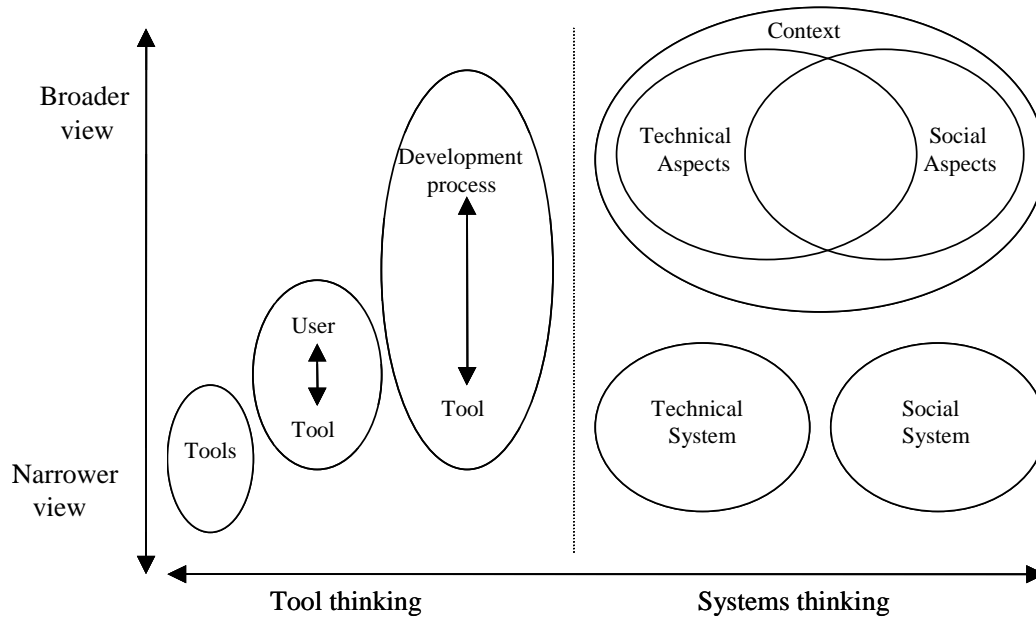 Context
Broader
view
Technical
Aspects
Social
Aspects
Development
process
User
Tool
Tool
Tools
Technical
System
Social
System
Narrower
view
Tool thinking
Systems thinking